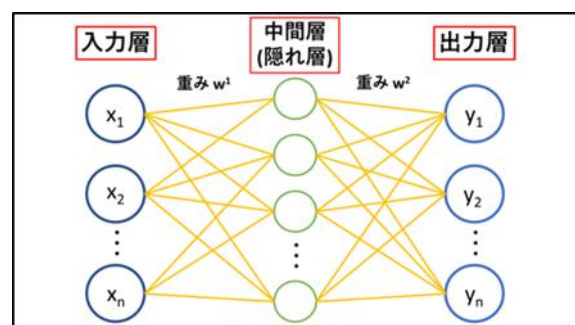 入力層
中間層
(隠れ層)
出力層
重み w¹
重み w²
x₁
y₁
x₂
y₂
⋮
⋮
⋮
xₙ
yₙ